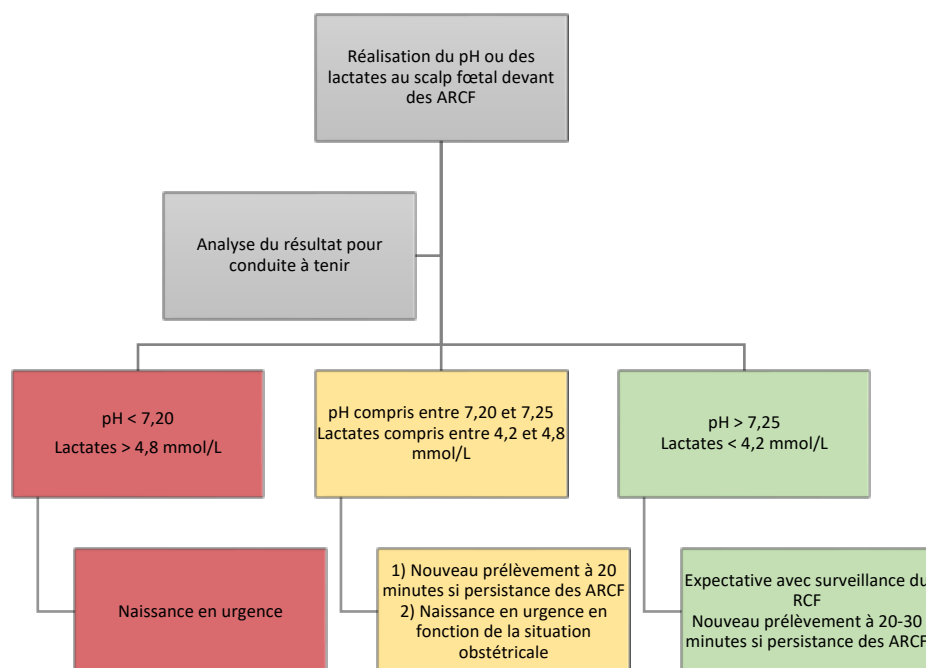 Réalisation du pH ou des
lactates au scalp fœtal devant
des ARCF
Analyse du résultat pour
conduite à tenir
pH < 7,20
Lactates > 4,8 mmol/L
pH compris entre 7,20 et 7,25
Lactates compris entre 4,2 et 4,8
mmol/L
pH > 7,25
Lactates < 4,2 mmol/L
Naissance en urgence
1) Nouveau prélèvement à 20
minutes si persistance des ARCF
2) Naissance en urgence en
fonction de la situation
obstétricale
Expectative avec surveillance du
RCF
Nouveau prélèvement à 20-30
minutes si persistance des ARCF